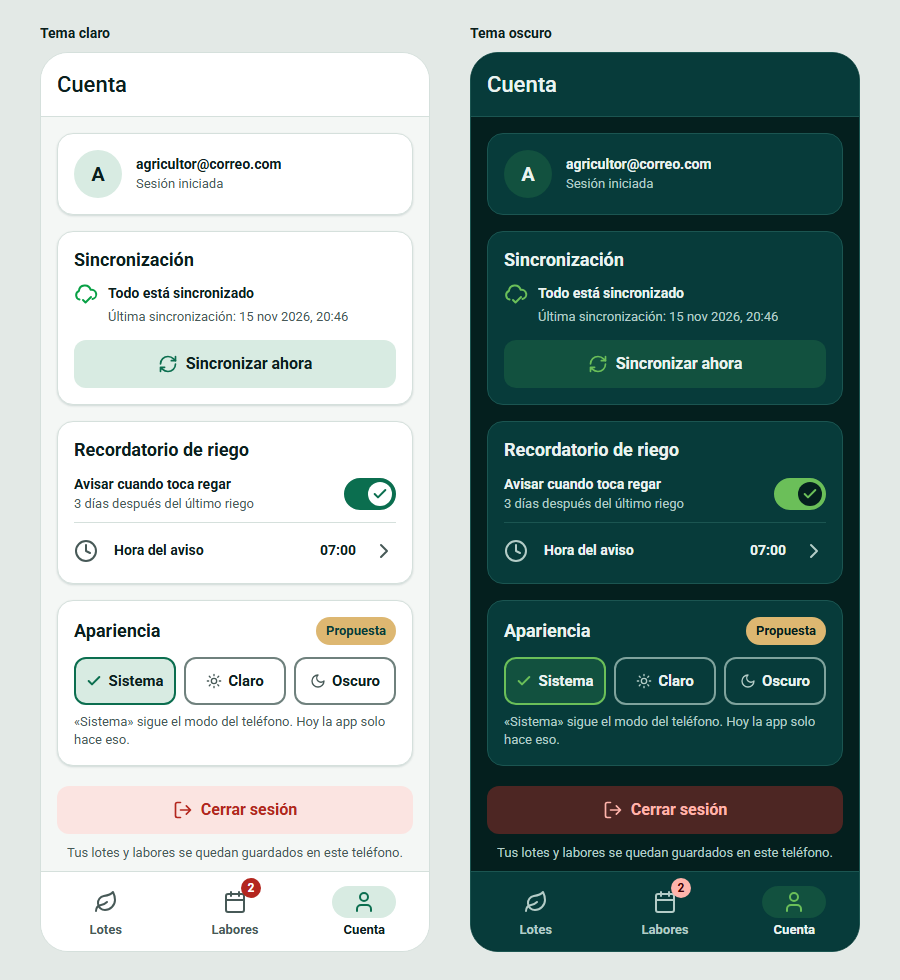 Tema claro
Cuenta
A
agricultor@correo.com
Sesión iniciada
Sincronización
Todo está sincronizado
Última sincronización: 15 nov 2026, 20:46
Sincronizar ahora
Recordatorio de riego
Avisar cuando toca regar
3 días después del último riego
Hora del aviso 07:00
Apariencia Propuesta
Sistema Claro Oscuro
«Sistema» sigue el modo del teléfono. Hoy la app solo
hace eso.
Cerrar sesión
Tus lotes y labores se quedan guardados en este teléfono.
2
Lotes Labores Cuenta
Tema oscuro
Cuenta
A
agricultor@correo.com
Sesión iniciada
Sincronización
Todo está sincronizado
Última sincronización: 15 nov 2026, 20:46
Sincronizar ahora
Recordatorio de riego
Avisar cuando toca regar
3 días después del último riego
Hora del aviso 07:00
Apariencia Propuesta
Sistema Claro Oscuro
«Sistema» sigue el modo del teléfono. Hoy la app solo
hace eso.
Cerrar sesión
Tus lotes y labores se quedan guardados en este teléfono.
2
Lotes Labores Cuenta